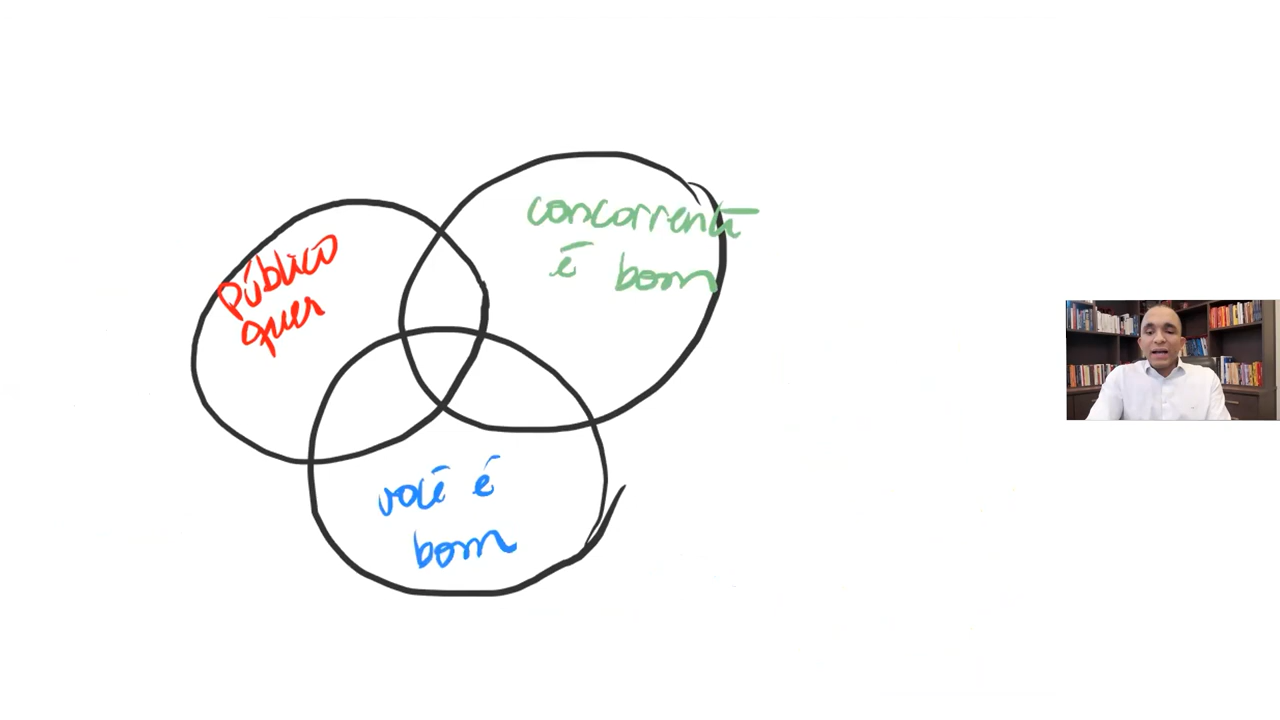 público
quer
concorrente
é bom
você é
bom